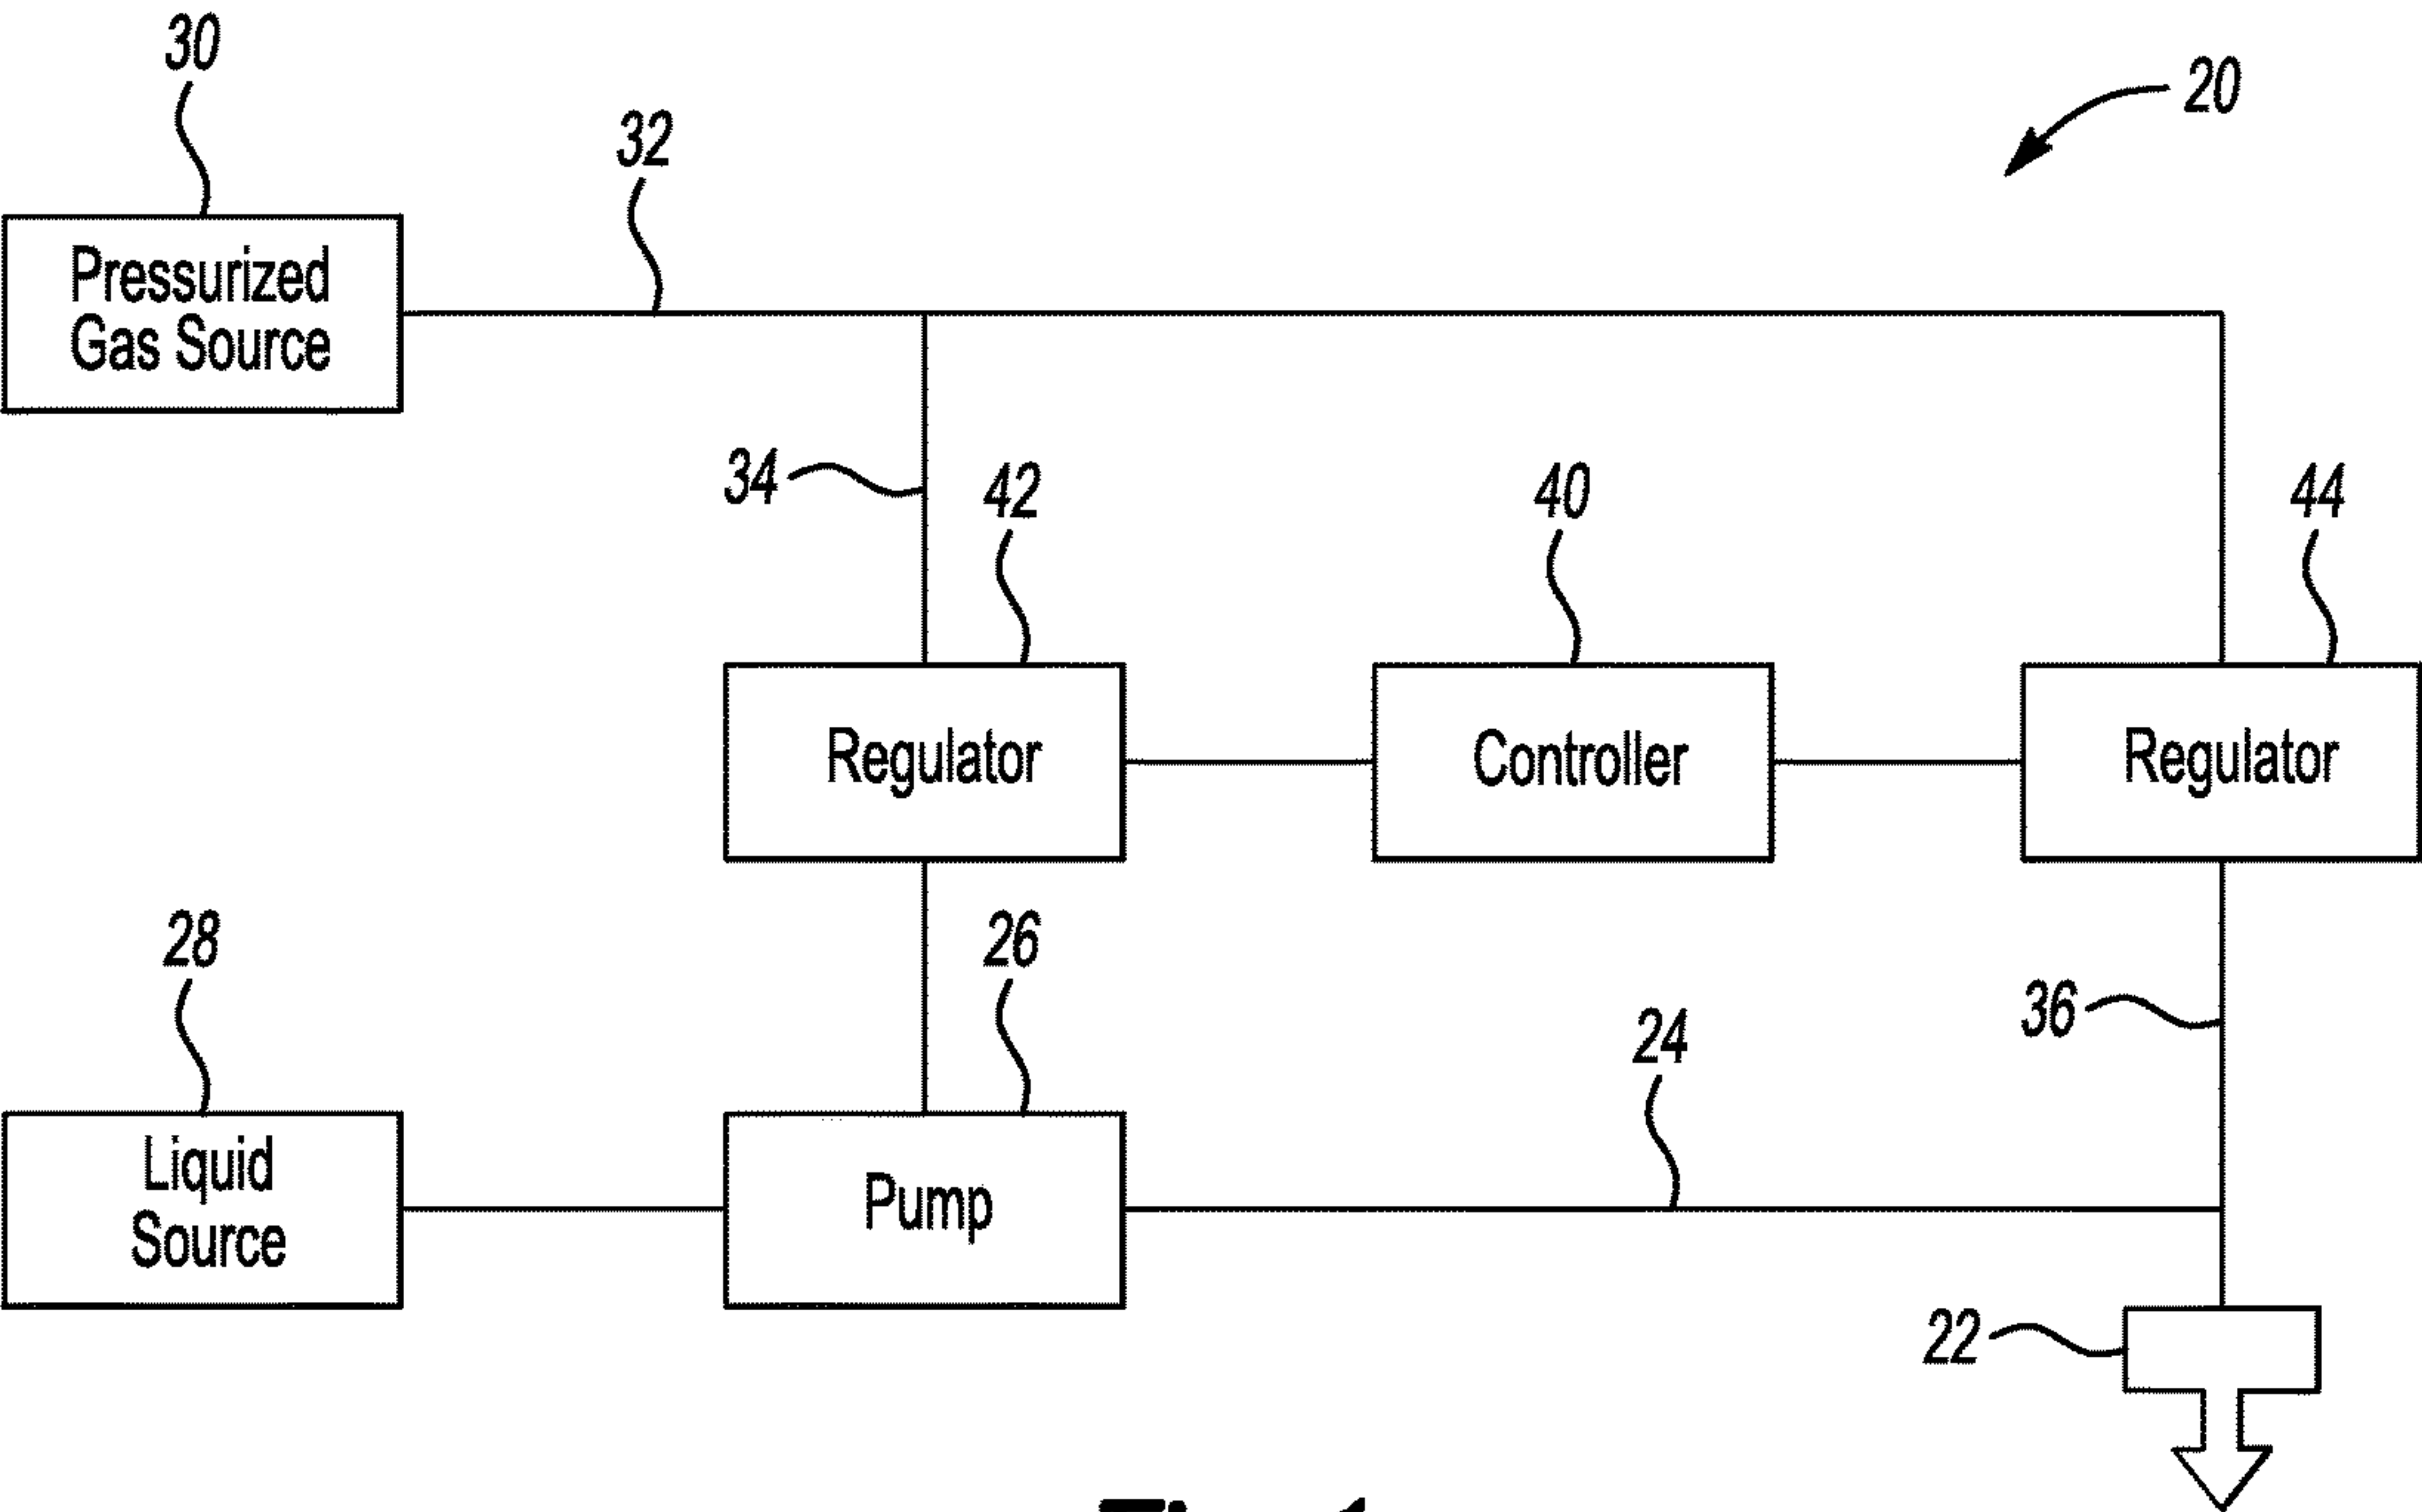 30
20
32
Pressurized
Gas Source
34
42
40
44
Regulator
Controller
Regulator
28
26
36
24
Liquid
Source
Pump
22